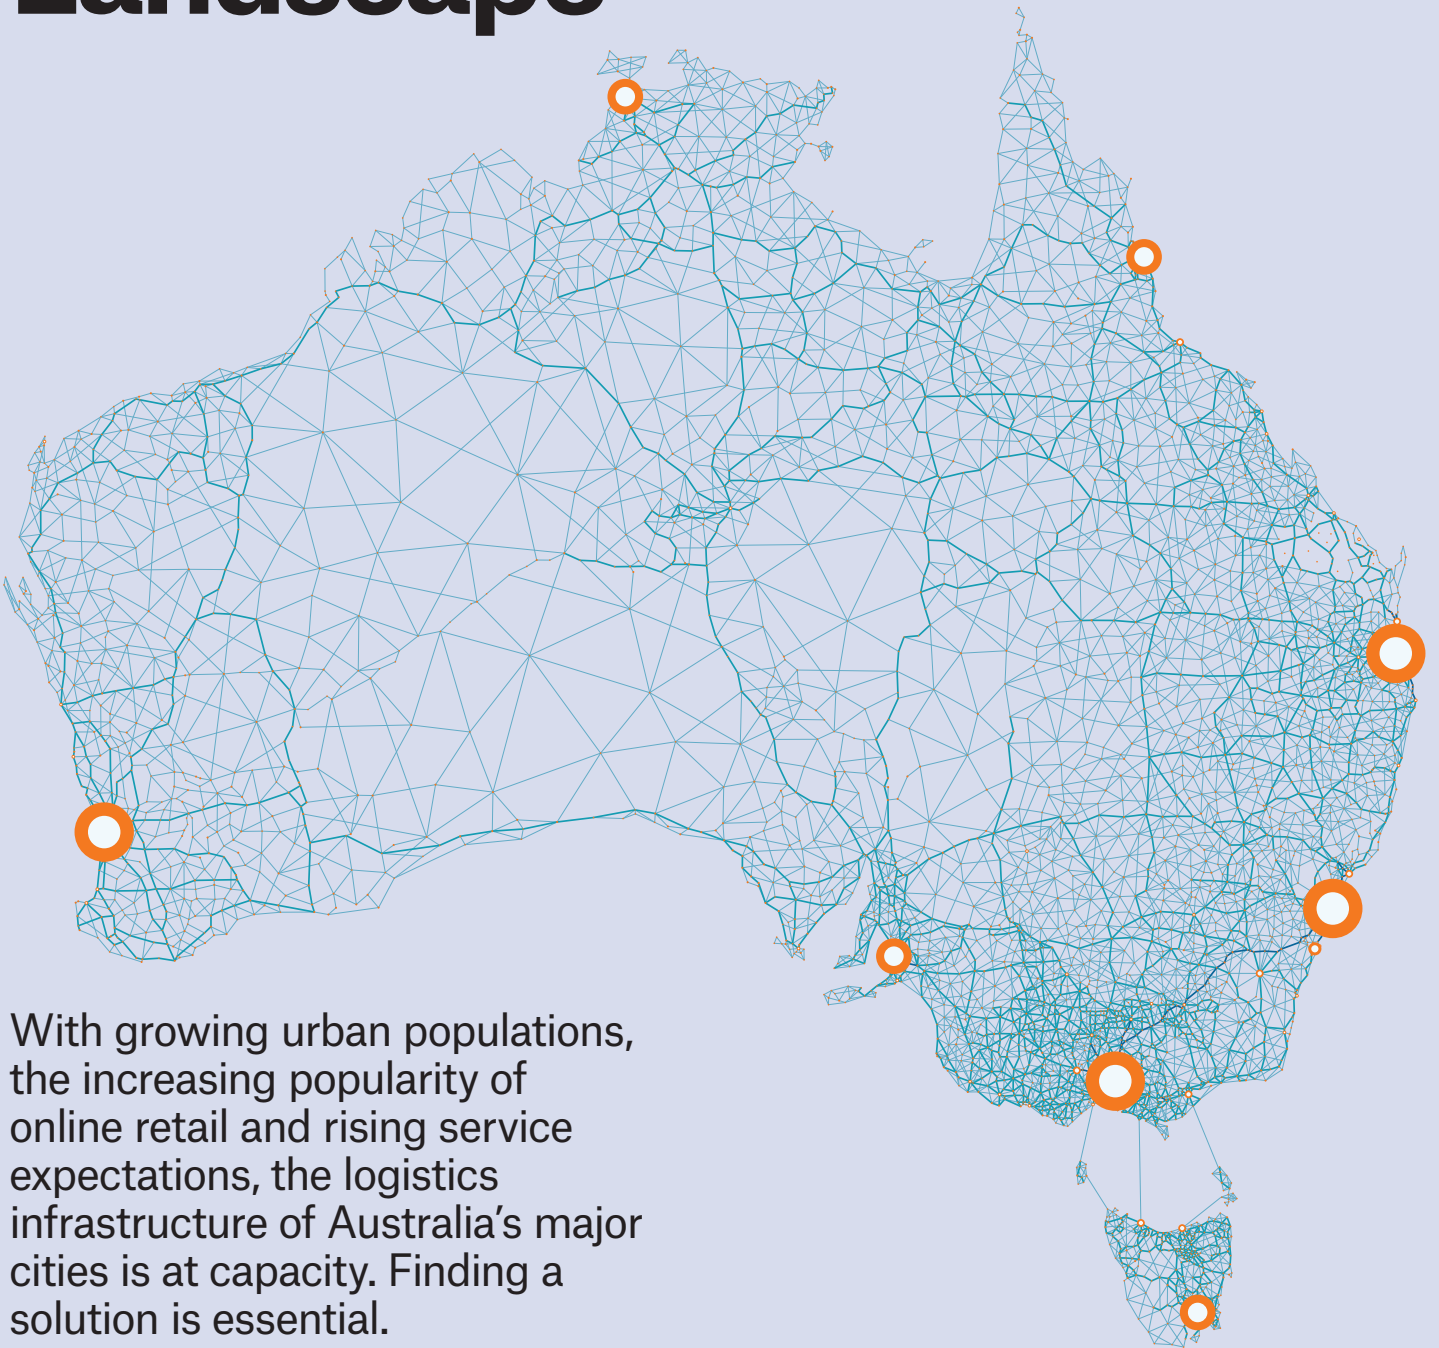 Landscape
With growing urban populations,
the increasing popularity of
online retail and rising service
expectations, the logistics
infrastructure of Australia’s major
cities is at capacity. Finding a
solution is essential.